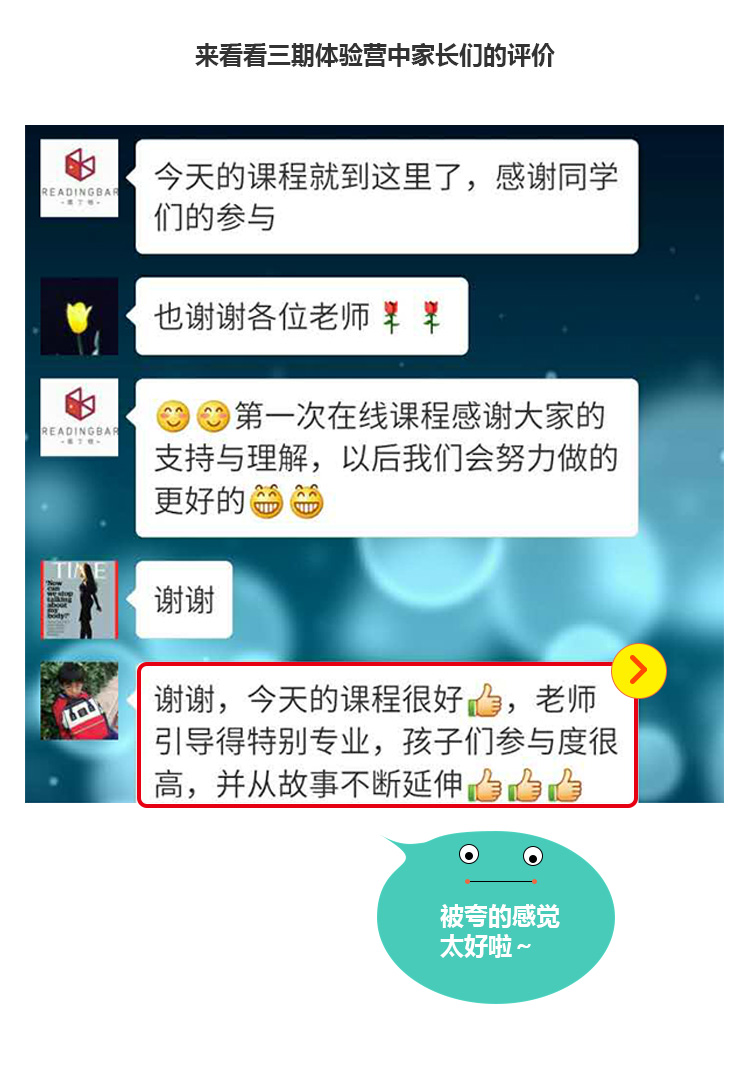 来看看三期体验营中家长们的评价
READINGBAR
今天的课程就到这里了，感谢同学
们的参与
也谢谢各位老师🌹🌹
READINGBAR
😊😊第一次在线课程感谢大家的
支持与理解，以后我们会努力做的
更好的😁😁
TIME
'Now
can
we stop
talking
about
my
body?'
谢谢
谢谢，今天的课程很好👍，老师
引导得特别专业，孩子们参与度很
高，并从故事不断延伸👍👍👍
被夸的感觉
太好啦～